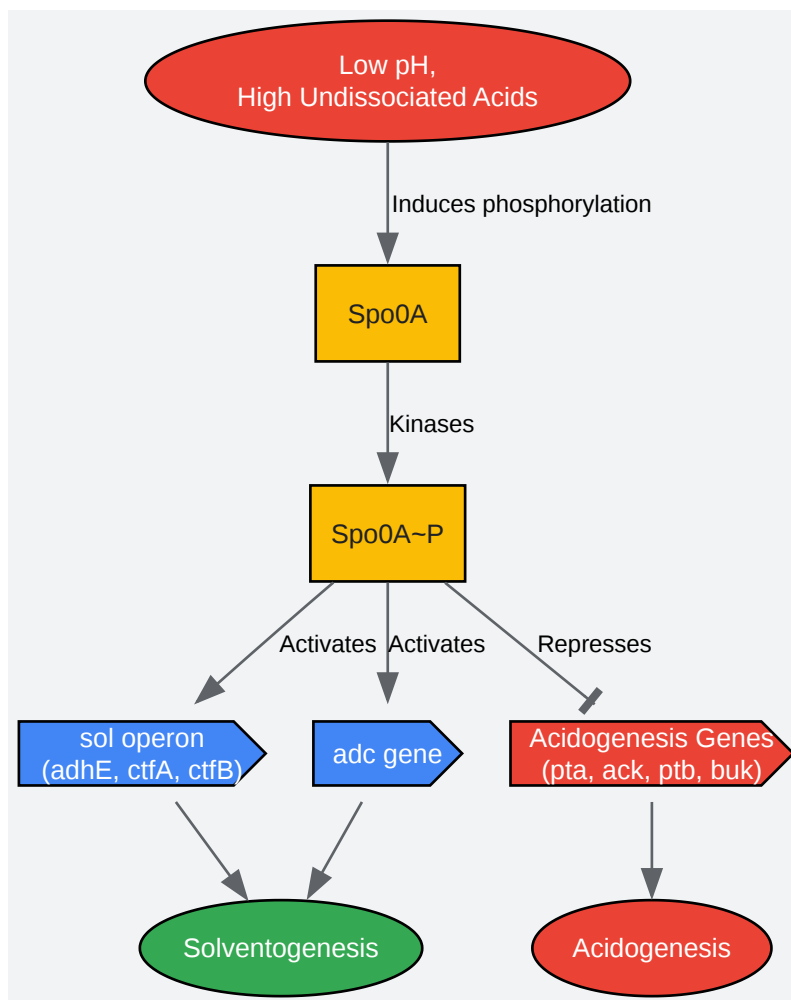 Low pH,
High Undissociated Acids
Induces phosphorylation
Spo0A
Kinases
Spo0A~P
Activates
Activates
Represses
sol operon
(adhE, ctfA, ctfB)
adc gene
Acidogenesis Genes
(pta, ack, ptb, buk)
Solventogenesis
Acidogenesis